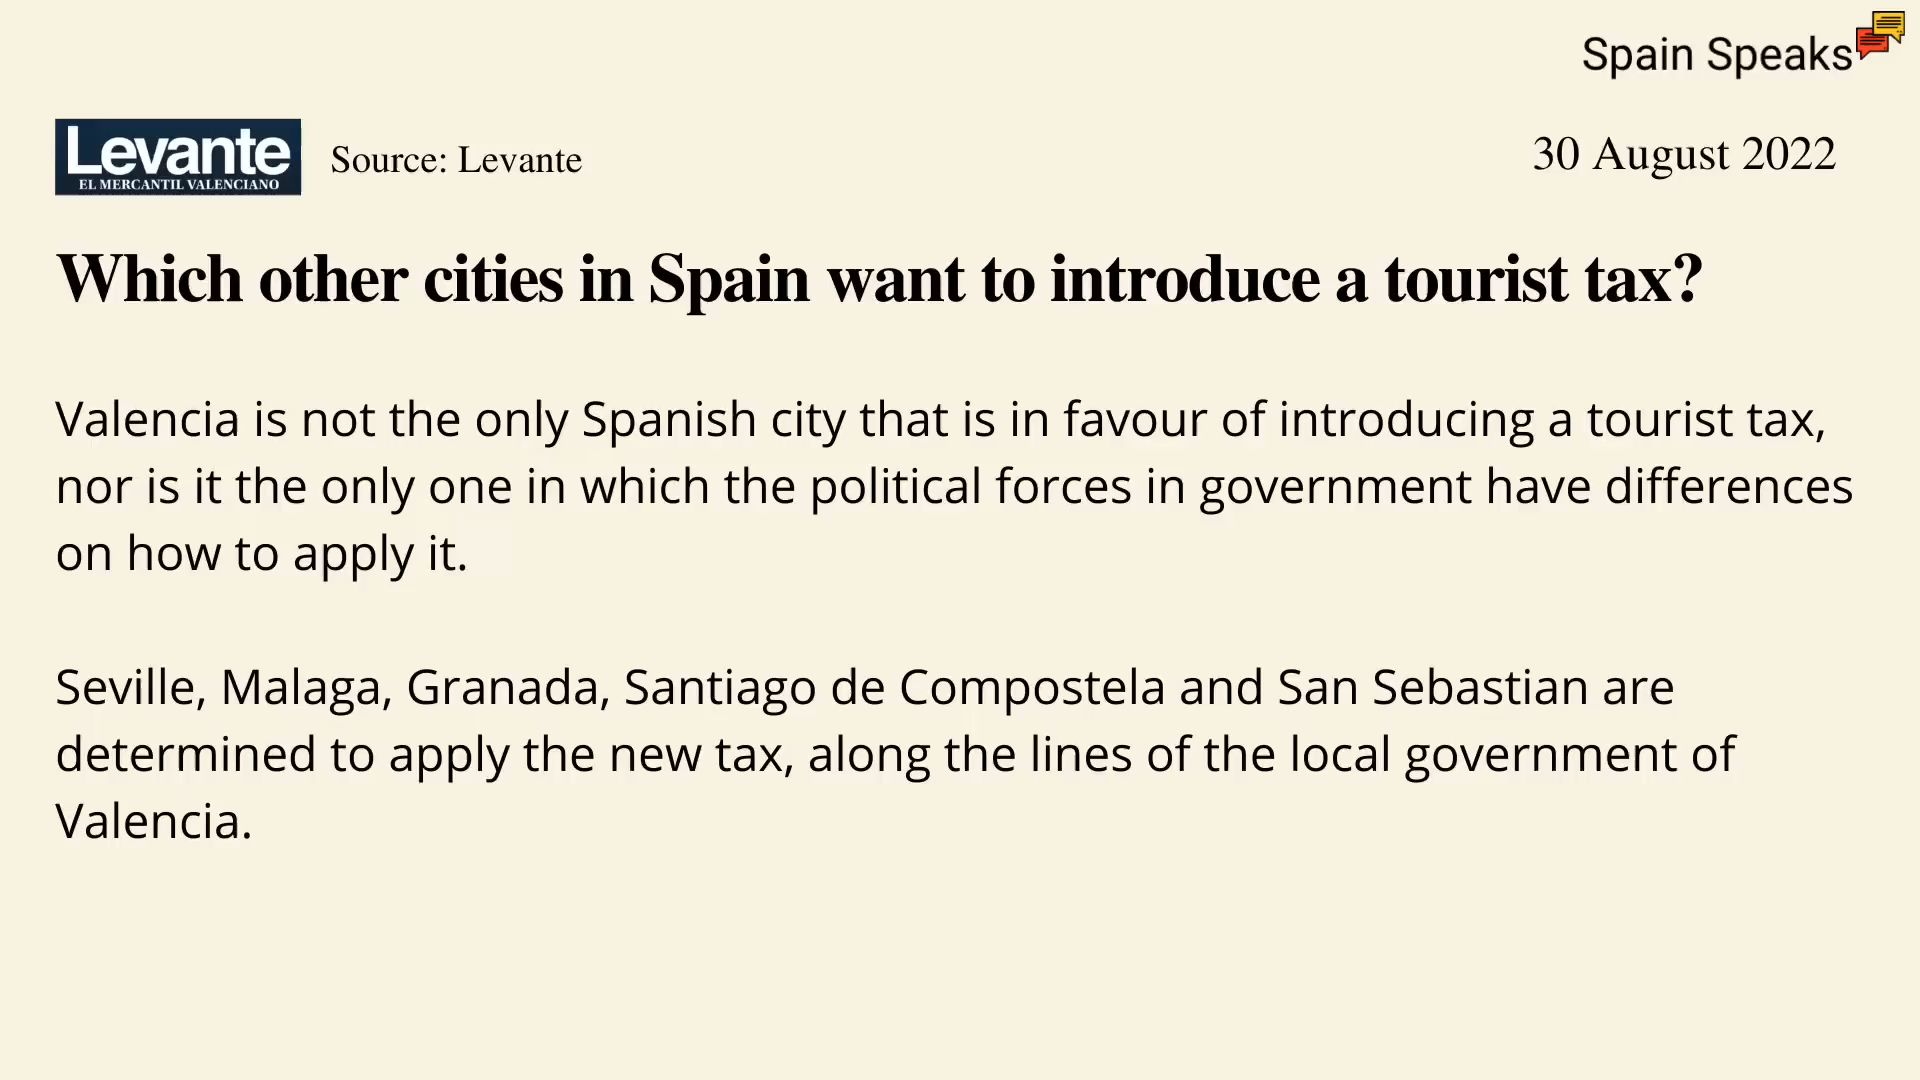 Spain Speaks
Levante
EL MERCANTIL VALENCIANO
Source: Levante
30 August 2022
Which other cities in Spain want to introduce a tourist tax?
Valencia is not the only Spanish city that is in favour of introducing a tourist tax,
nor is it the only one in which the political forces in government have differences
on how to apply it.
Seville, Malaga, Granada, Santiago de Compostela and San Sebastian are
determined to apply the new tax, along the lines of the local government of
Valencia.